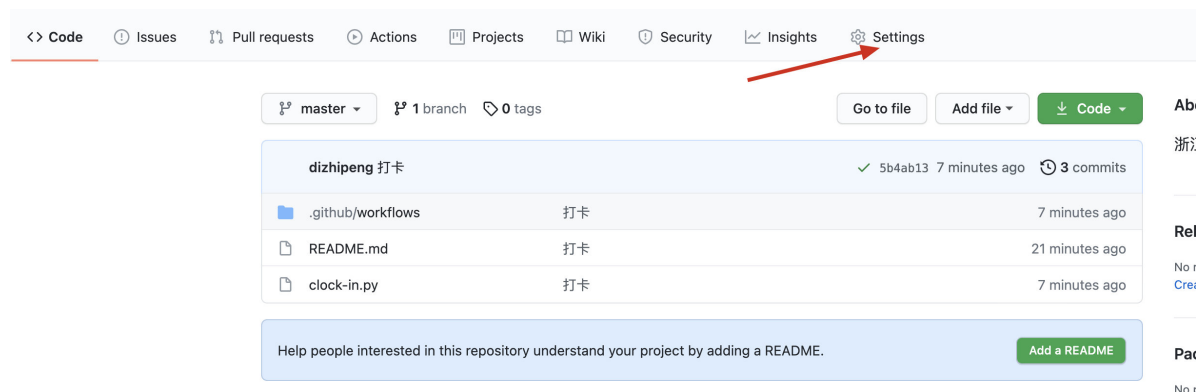 <> Code Issues Pull requests Actions Projects Wiki Security Insights Settings
master 1 branch 0 tags Go to file Add file Code
dizhipeng 打卡 5b4ab13 7 minutes ago 3 commits
.github/workflows 打卡 7 minutes ago
README.md 打卡 21 minutes ago
clock-in.py 打卡 7 minutes ago
Help people interested in this repository understand your project by adding a README. Add a README